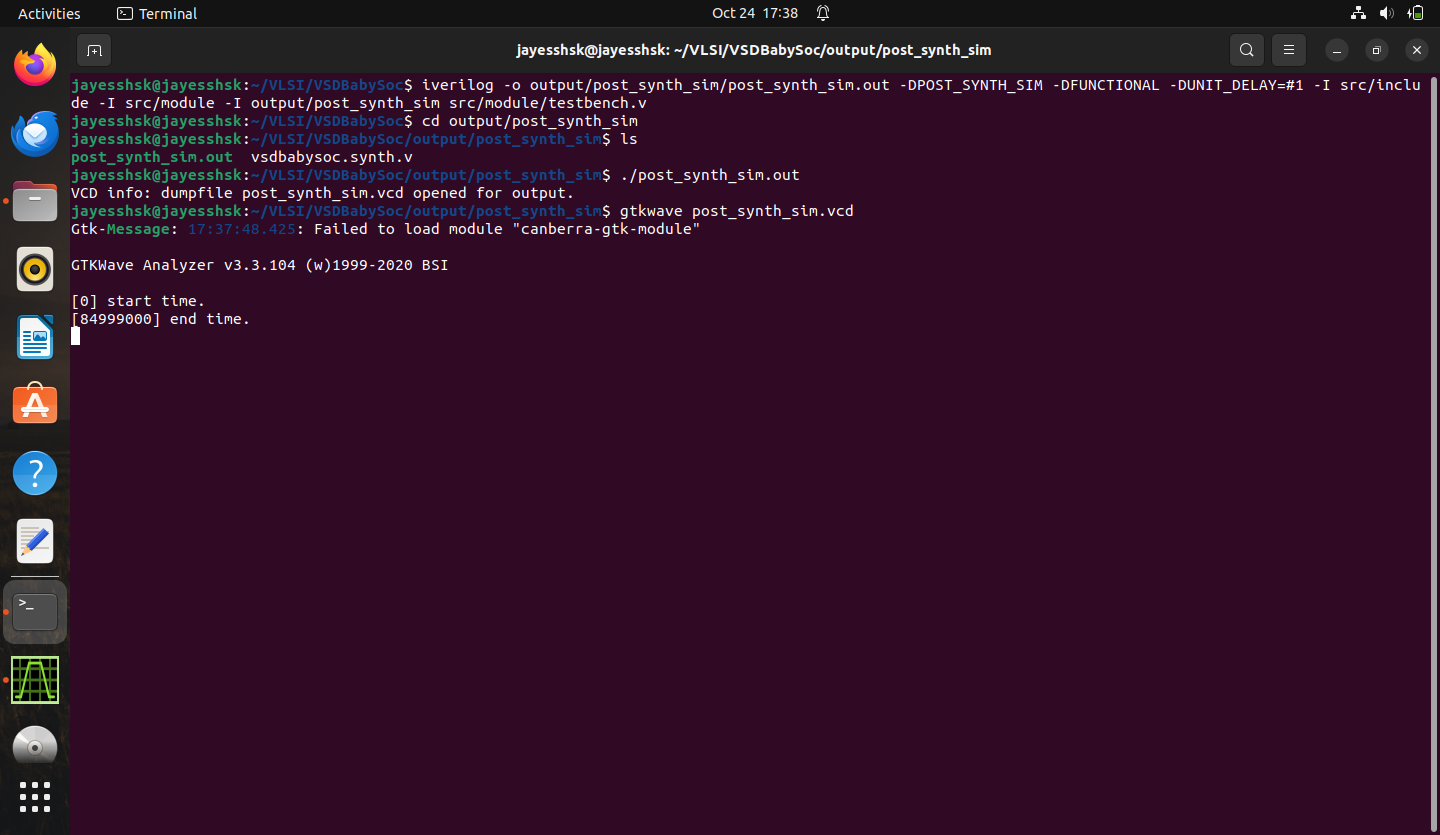 Activities
Terminal
Oct 24 17:38
jayesshsk@jayesshsk: ~/VLSI/VSDBabySoc/output/post_synth_sim
jayesshsk@jayesshsk:~/VLSI/VSDBabySoc$ iverilog -o output/post_synth_sim/post_synth_sim.out -DPOST_SYNTH_SIM -DFUNCTIONAL -DUNIT_DELAY=#1 -I src/inclu
de -I src/module -I output/post_synth_sim src/module/testbench.v
jayesshsk@jayesshsk:~/VLSI/VSDBabySoc$ cd output/post_synth_sim
jayesshsk@jayesshsk:~/VLSI/VSDBabySoc/output/post_synth_sim$ ls
post_synth_sim.out  vsdbabysoc.synth.v
jayesshsk@jayesshsk:~/VLSI/VSDBabySoc/output/post_synth_sim$ ./post_synth_sim.out
VCD info: dumpfile post_synth_sim.vcd opened for output.
jayesshsk@jayesshsk:~/VLSI/VSDBabySoc/output/post_synth_sim$ gtkwave post_synth_sim.vcd
Gtk-Message: 17:37:48.425: Failed to load module "canberra-gtk-module"
GTKWave Analyzer v3.3.104 (w)1999-2020 BSI
[0] start time.
[84999000] end time.